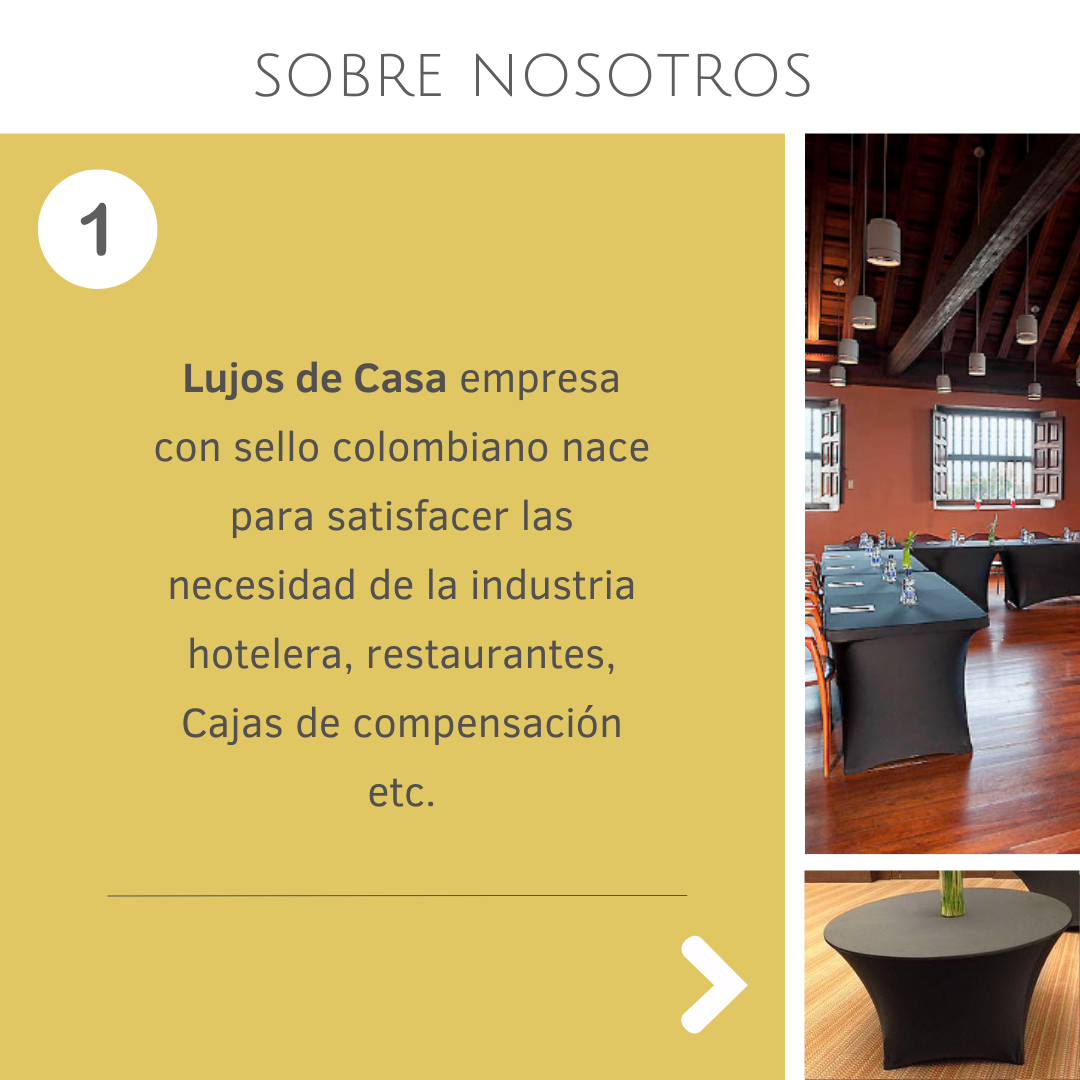 SOBRE NOSOTROS
1
Lujos de Casa empresa
con sello colombiano nace
para satisfacer las
necesidad de la industria
hotelera, restaurantes,
Cajas de compensación
etc.